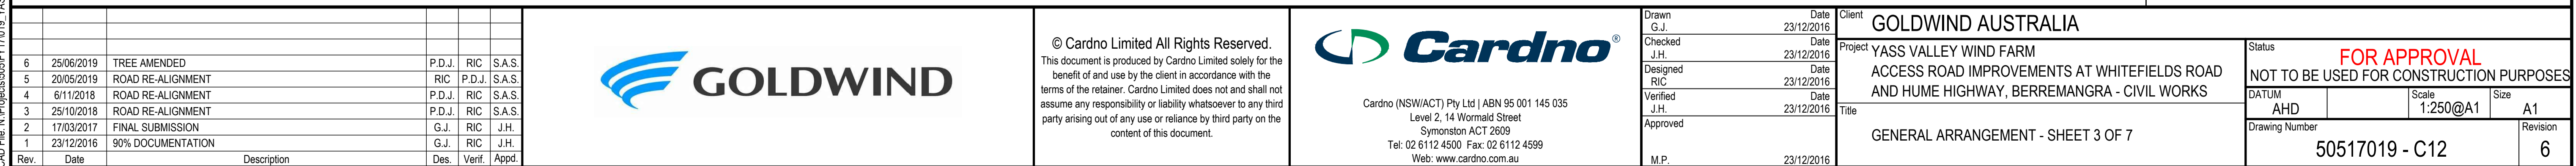 6 25/06/2019 TREE AMENDED P.D.J. RIC S.A.S.
5 20/05/2019 ROAD RE-ALIGNMENT RIC P.D.J. S.A.S.
4 6/11/2018 ROAD RE-ALIGNMENT P.D.J. RIC S.A.S.
3 25/10/2018 ROAD RE-ALIGNMENT P.D.J. RIC S.A.S.
2 17/03/2017 FINAL SUBMISSION G.J. RIC J.H.
1 23/12/2016 90% DOCUMENTATION G.J. RIC J.H.
Rev. Date Description Des. Verif. Appd.
GOLDWIND
© Cardno Limited All Rights Reserved.
This document is produced by Cardno Limited solely for the
benefit of and use by the client in accordance with the
terms of the retainer. Cardno Limited does not and shall not
assume any responsibility or liability whatsoever to any third
party arising out of any use or reliance by third party on the
content of this document.
Cardno®
Cardno (NSW/ACT) Pty Ltd | ABN 95 001 145 035
Level 2, 14 Wormald Street
Symonston ACT 2609
Tel: 02 6112 4500 Fax: 02 6112 4599
Web: www.cardno.com.au
Drawn Date
G.J. 23/12/2016
Checked Date
J.H. 23/12/2016
Designed Date
RIC 23/12/2016
Verified Date
J.H. 23/12/2016
Approved
M.P. 23/12/2016
Client GOLDWIND AUSTRALIA
Project YASS VALLEY WIND FARM
ACCESS ROAD IMPROVEMENTS AT WHITEFIELDS ROAD
AND HUME HIGHWAY, BERREMANGRA - CIVIL WORKS
Title
GENERAL ARRANGEMENT - SHEET 3 OF 7
Status
FOR APPROVAL
NOT TO BE USED FOR CONSTRUCTION PURPOSES
DATUM Scale Size
AHD 1:250@A1 A1
Drawing Number Revision
50517019 - C12 6